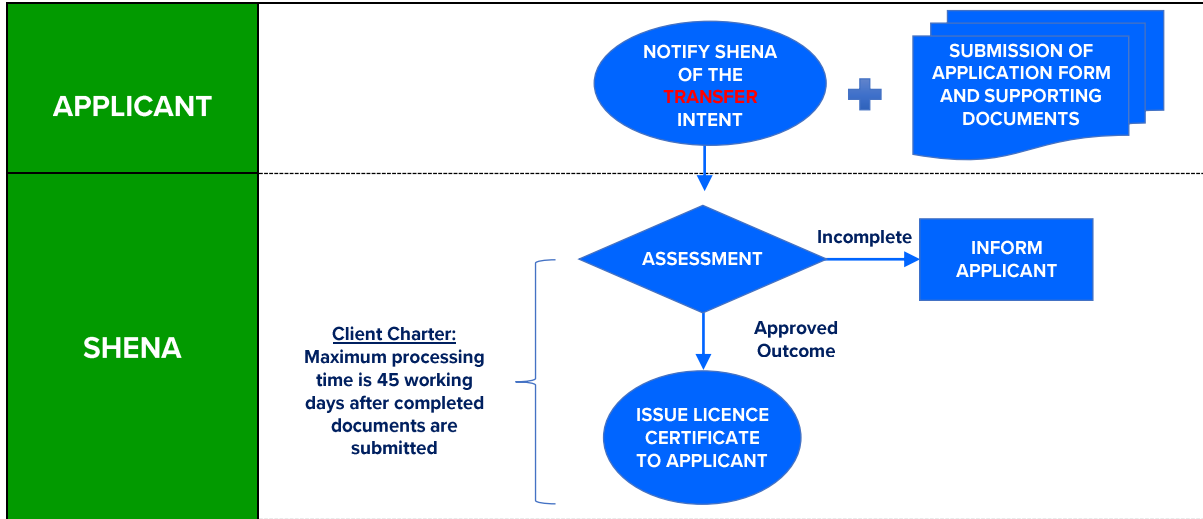 APPLICANT
NOTIFY SHENA
OF THE
TRANSFER
INTENT
SUBMISSION OF
APPLICATION FORM
AND SUPPORTING
DOCUMENTS
SHENA
ASSESSMENT
Incomplete
INFORM
APPLICANT
Approved
Outcome
Client Charter:
Maximum processing
time is 45 working
days after completed
documents are
submitted
ISSUE LICENCE
CERTIFICATE
TO APPLICANT